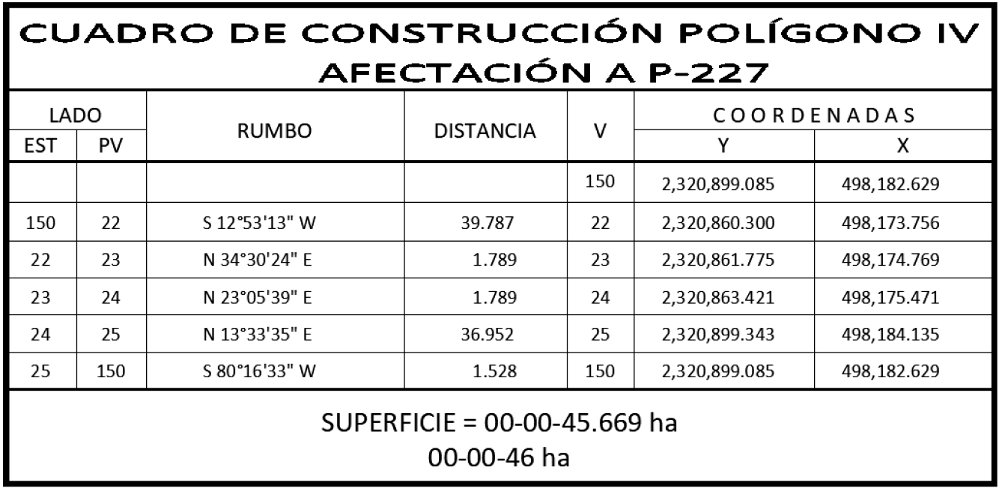 CUADRO DE CONSTRUCCIÓN POLÍGONO IV
AFECTACIÓN A P-227
LADO RUMBO DISTANCIA V COORDENADAS
EST PV Y X
150 2,320,899.085 498,182.629
150 22 S 12°53'13" W 39.787 22 2,320,860.300 498,173.756
22 23 N 34°30'24" E 1.789 23 2,320,861.775 498,174.769
23 24 N 23°05'39" E 1.789 24 2,320,863.421 498,175.471
24 25 N 13°33'35" E 36.952 25 2,320,899.343 498,184.135
25 150 S 80°16'33" W 1.528 150 2,320,899.085 498,182.629
SUPERFICIE = 00-00-45.669 ha
00-00-46 ha